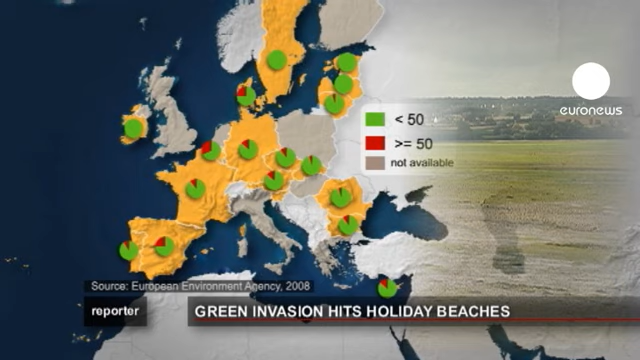 euronews
< 50
>= 50
not available
Source: European Environment Agency, 2008
reporter
GREEN INVASION HITS HOLIDAY BEACHES